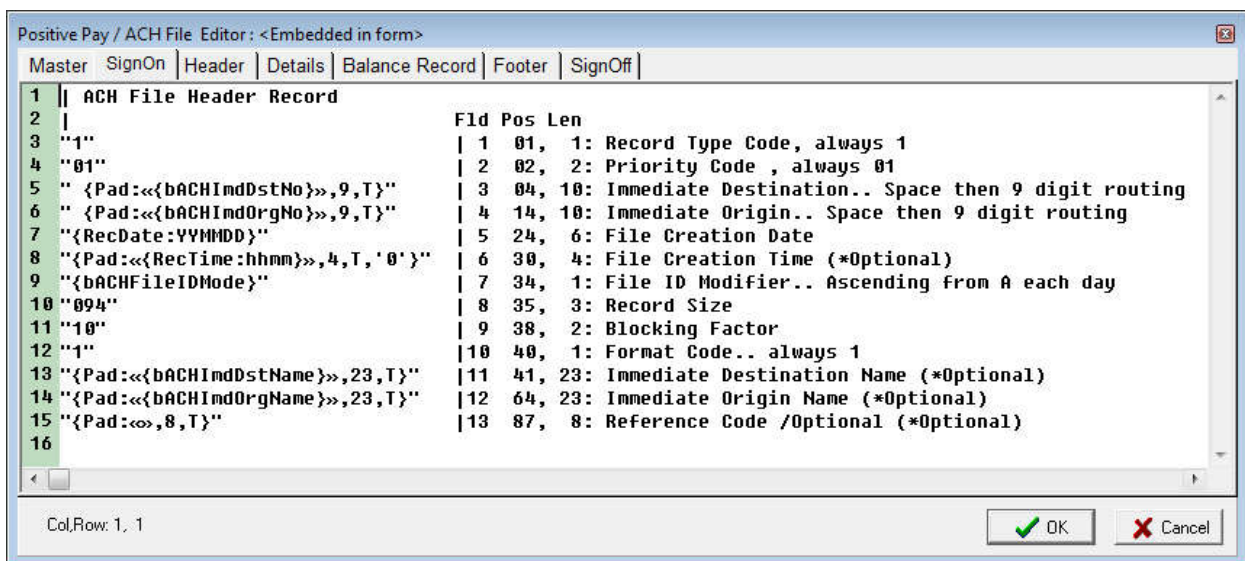 Positive Pay / ACH File Editor : <Embedded in form>
Master SignOn Header Details Balance Record Footer SignOff
1 | ACH File Header Record
2 | Fld Pos Len
3 "1" | 1 01, 1: Record Type Code, always 1
4 "01" | 2 02, 2: Priority Code , always 01
5 " {Pad:«{bACHImdDstNo}»,9,T}" | 3 04, 10: Immediate Destination.. Space then 9 digit routing
6 " {Pad:«{bACHImdOrgNo}»,9,T}" | 4 14, 10: Immediate Origin.. Space then 9 digit routing
7 "{RecDate:YYMMDD}" | 5 24, 6: File Creation Date
8 "{Pad:«{RecTime:hhmm}»,4,T,'0'}" | 6 30, 4: File Creation Time (*Optional)
9 "{bACHFileIDMode}" | 7 34, 1: File ID Modifier.. Ascending from A each day
10 "094" | 8 35, 3: Record Size
11 "10" | 9 38, 2: Blocking Factor
12 "1" |10 40, 1: Format Code.. always 1
13 "{Pad:«{bACHImdDstName}»,23,T}" |11 41, 23: Immediate Destination Name (*Optional)
14 "{Pad:«{bACHImdOrgName}»,23,T}" |12 64, 23: Immediate Origin Name (*Optional)
15 "{Pad:«»,8,T}" |13 87, 8: Reference Code /Optional (*Optional)
16
Col,Row: 1, 1 OK Cancel